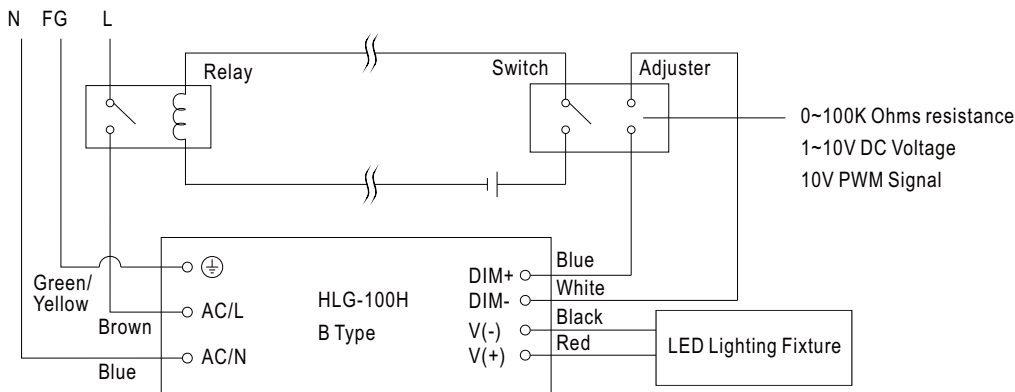 N FG L
Relay
Switch
Adjuster
0~100K Ohms resistance
1~10V DC Voltage
10V PWM Signal
Green/
Yellow
Brown
Blue
AC/L
AC/N
HLG-100H
B Type
DIM+
DIM-
V(-)
V(+)
Blue
White
Black
Red
LED Lighting Fixture